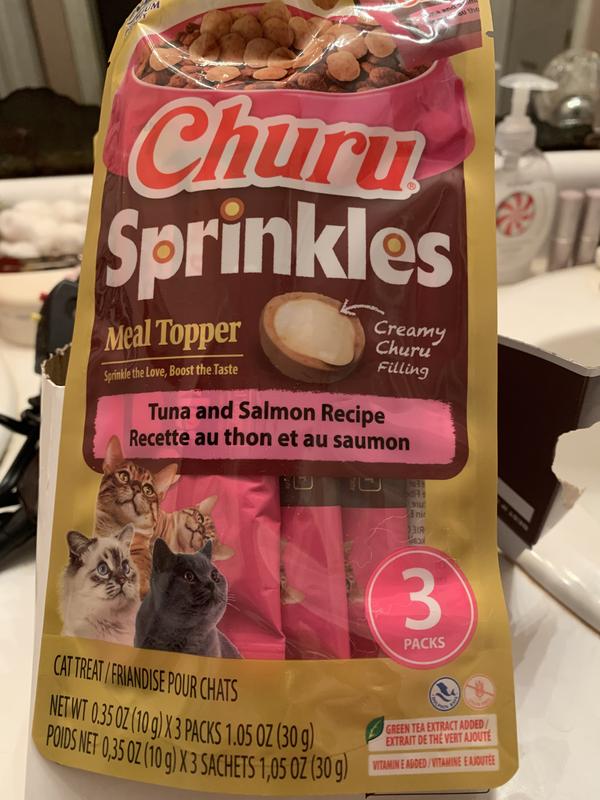 Churu®
Sprinkles
Meal Topper
Sprinkle the Love, Boost the Taste
Creamy
Churu
Filling
Tuna and Salmon Recipe
Recette au thon et au saumon
3
PACKS
CAT TREAT / FRIANDISE POUR CHATS
NET WT 0.35 OZ (10 g) X 3 PACKS 1.05 OZ (30 g)
POIDS NET 0,35 OZ (10 g) X 3 SACHETS 1,05 OZ (30 g)
GREEN TEA EXTRACT ADDED /
EXTRAIT DE THÉ VERT AJOUTÉ
VITAMIN E ADDED / VITAMINE E AJOUTÉE